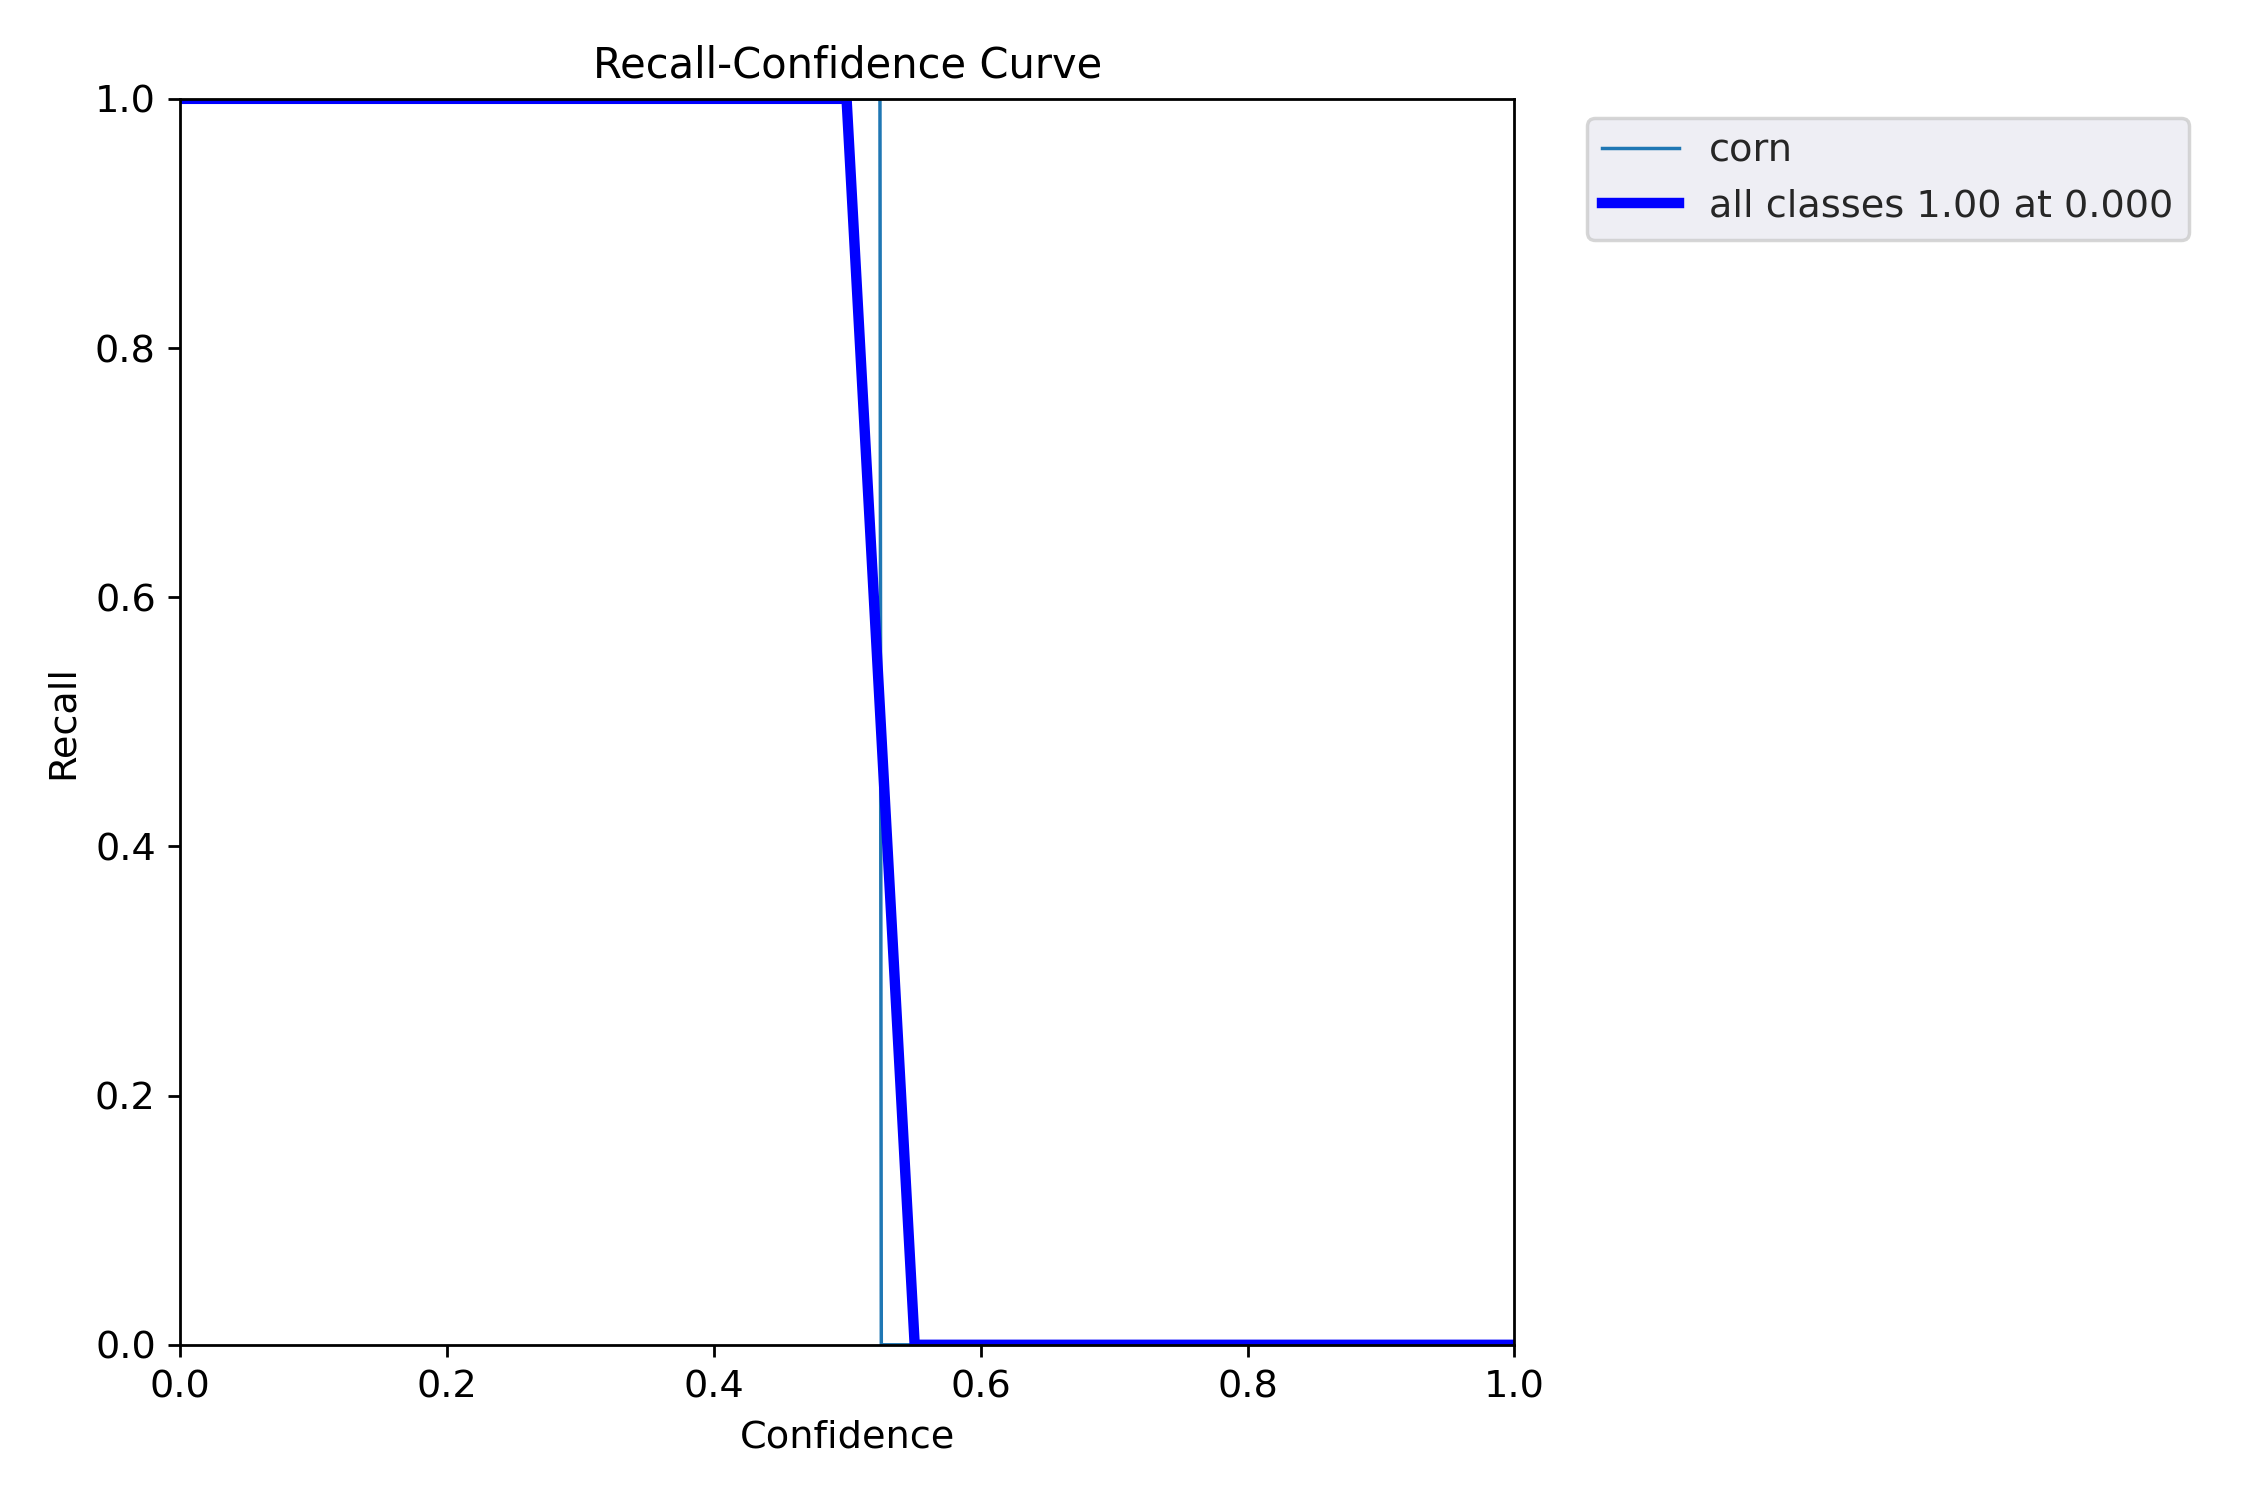 Recall-Confidence Curve
1.0
0.8
0.6
0.4
0.2
0.0
Recall
0.0 0.2 0.4 0.6 0.8 1.0
Confidence
corn
all classes 1.00 at 0.000